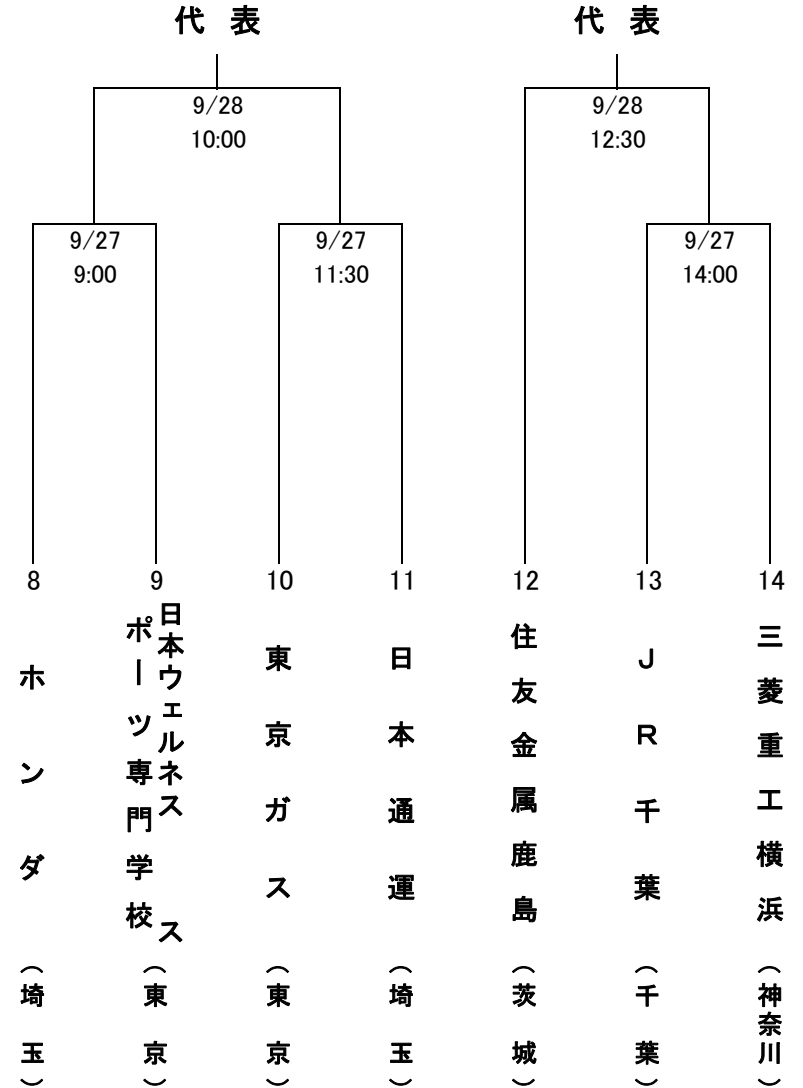 代　表
代　表
9/28
10:00
9/28
12:30
9/27
9:00
9/27
11:30
9/27
14:00
8
9
10
11
12
13
14
ホンダ
日本ウェルネス　ス
ポーツ専門学校
東京ガス
日本通運
住友金属鹿島
ＪＲ千葉
三菱重工横浜
（埼玉）
（東京）
（東京）
（埼玉）
（茨城）
（千葉）
（神奈川）